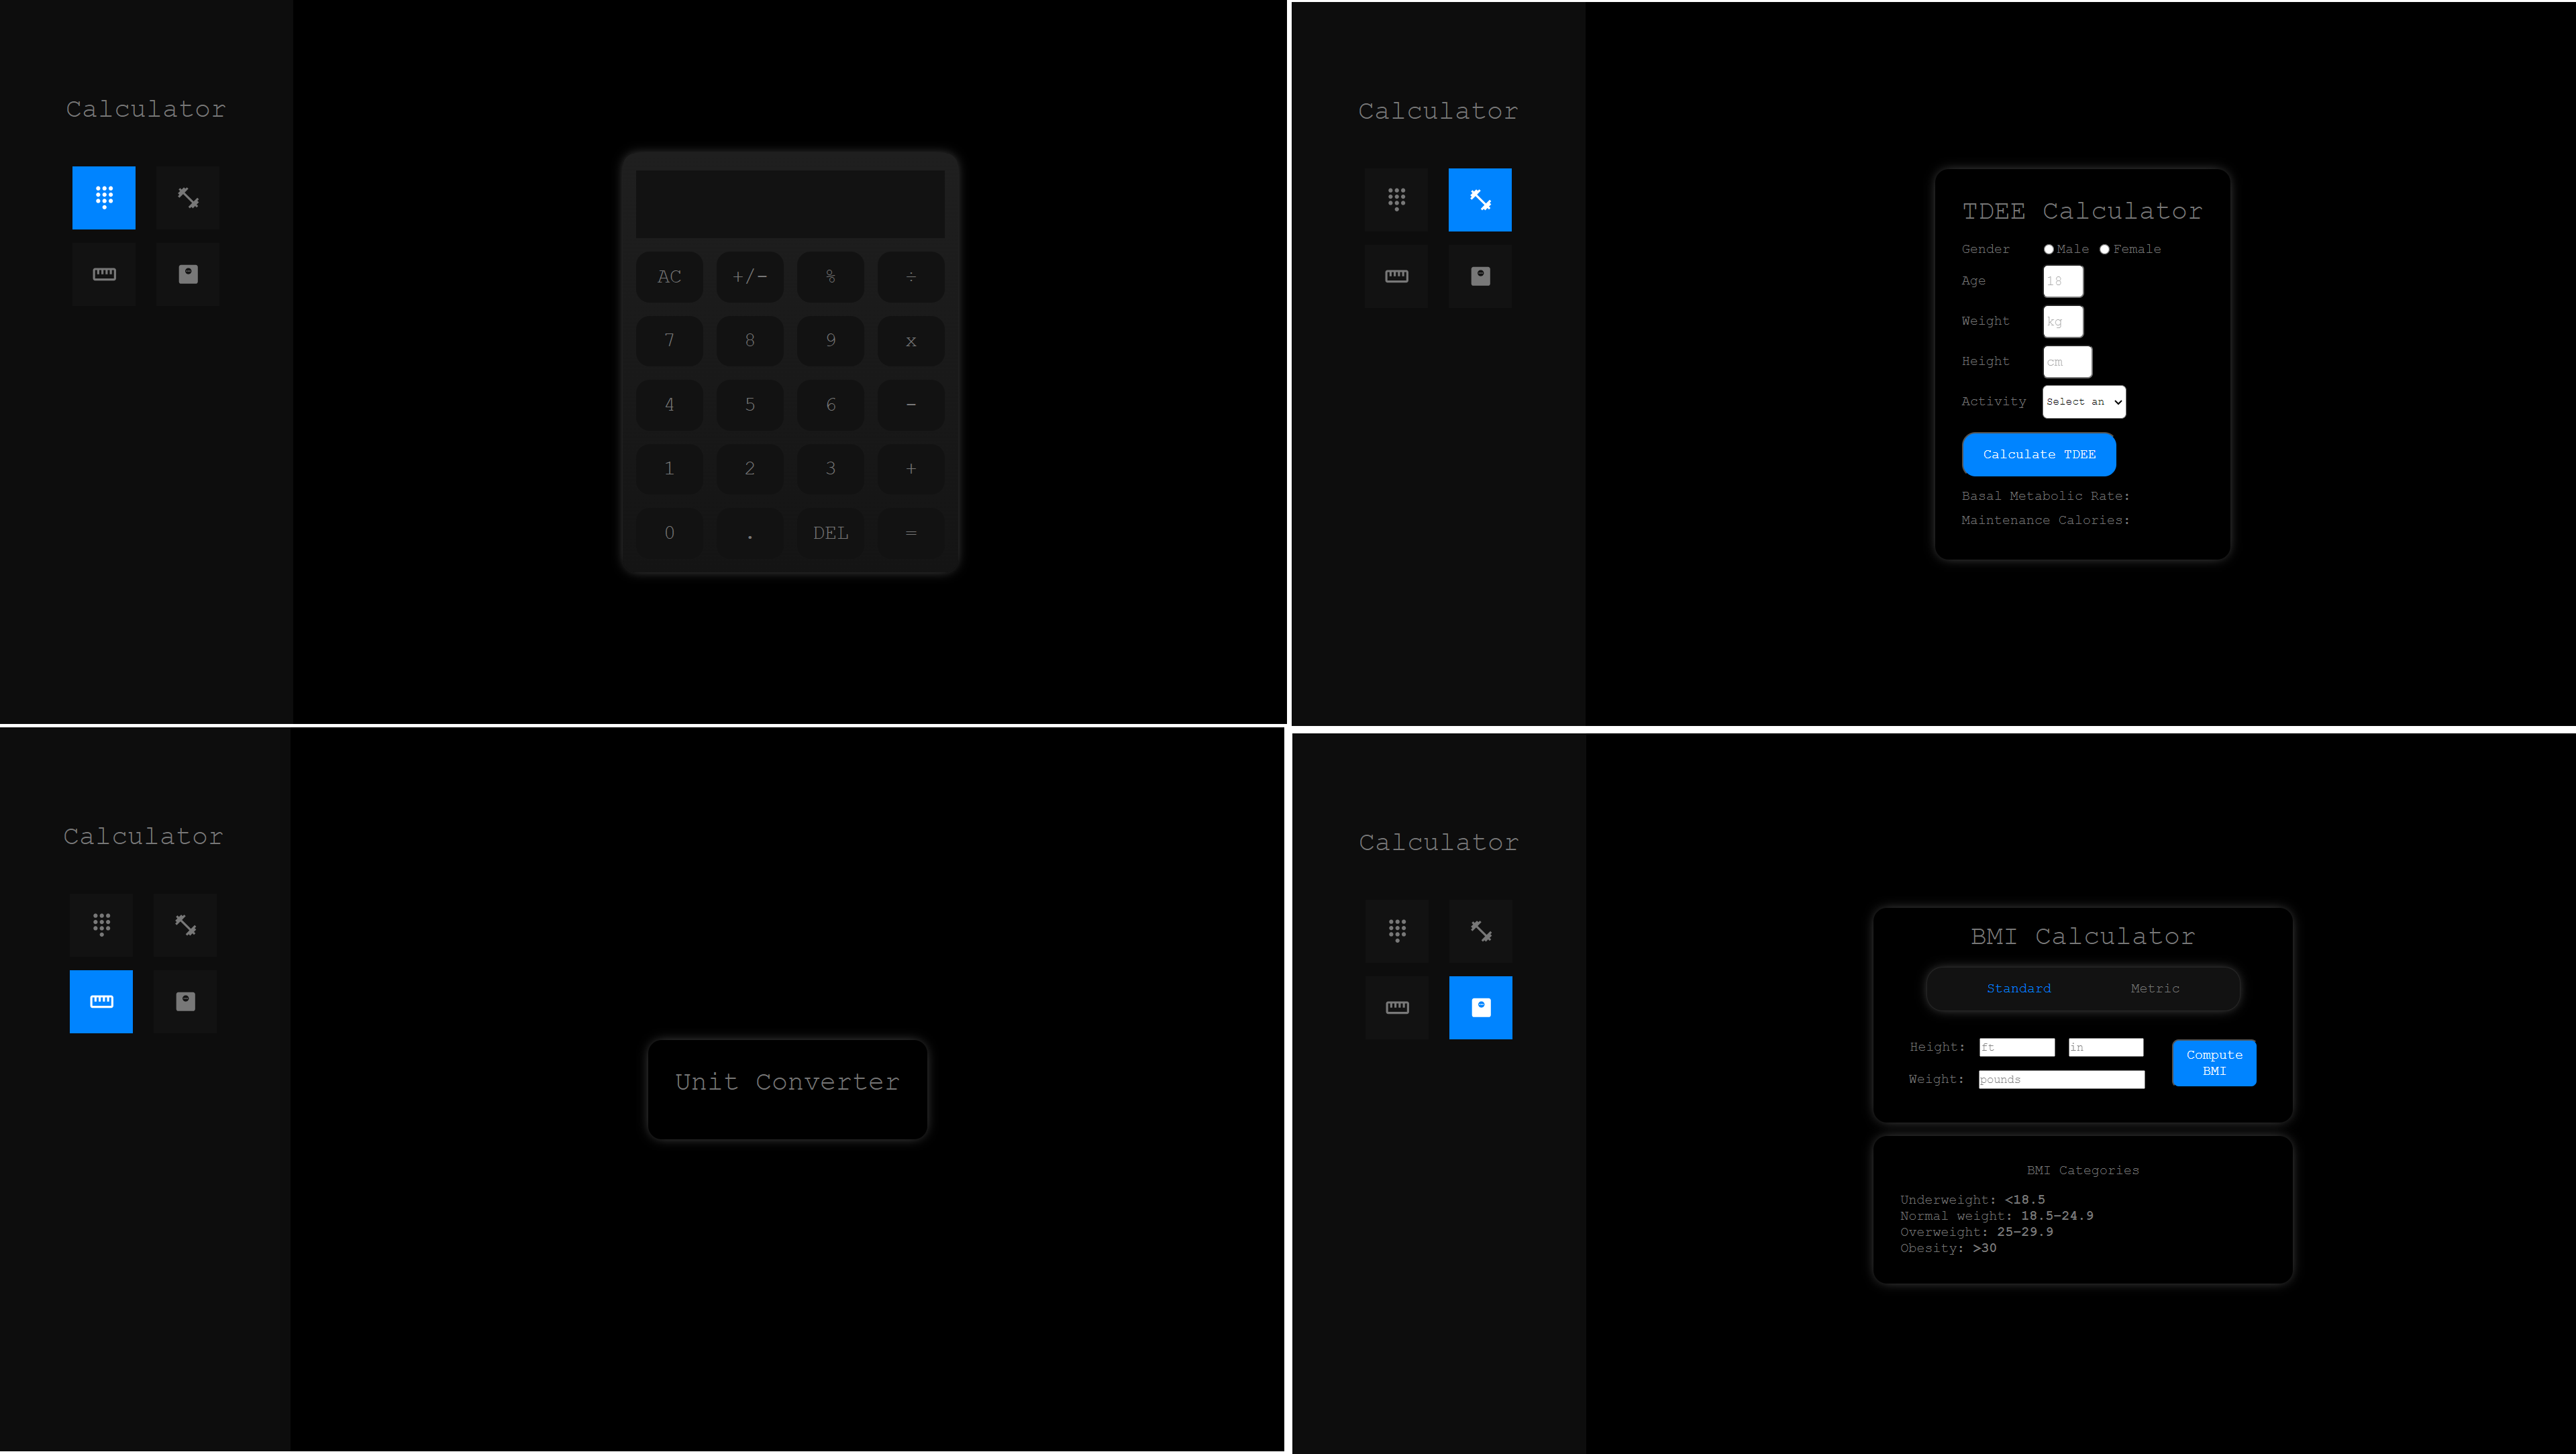 Calculator
AC +/- % ÷
7 8 9 x
4 5 6 -
1 2 3 +
0 . DEL =
Calculator
TDEE Calculator
Gender Male Female
Age 18
Weight kg
Height cm
Activity Select an
Calculate TDEE
Basal Metabolic Rate:
Maintenance Calories:
Calculator
Unit Converter
Calculator
BMI Calculator
Standard Metric
Height: ft in
Weight: pounds
Compute
BMI
BMI Categories
Underweight: <18.5
Normal weight: 18.5–24.9
Overweight: 25–29.9
Obesity: >30